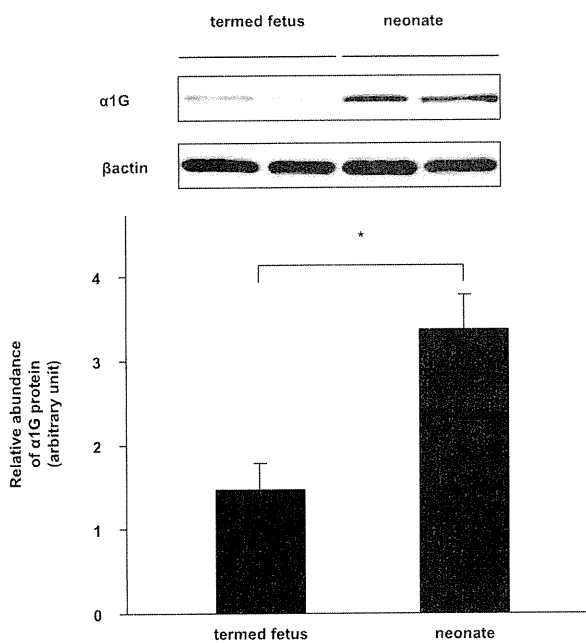 termed fetus neonate
α1G
βactin
*
4
3
2
1
0
Relative abundance
of α1G protein
(arbitrary unit)
termed fetus neonate